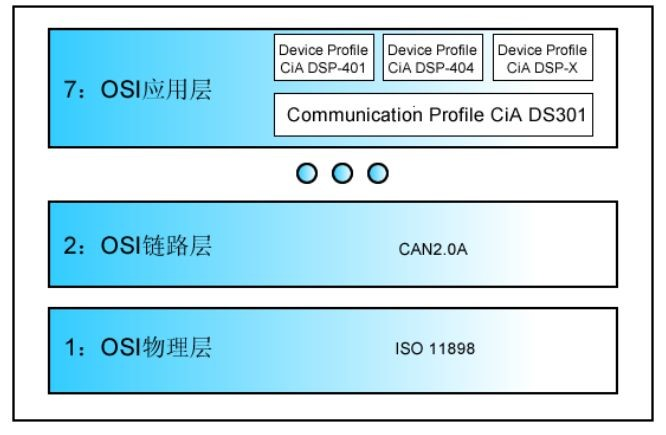 Device Profile
CiA DSP-401
Device Profile
CiA DSP-404
Device Profile
CiA DSP-X
7：OSI应用层
Communication Profile CiA DS301
2：OSI链路层
CAN2.0A
1：OSI物理层
ISO 11898